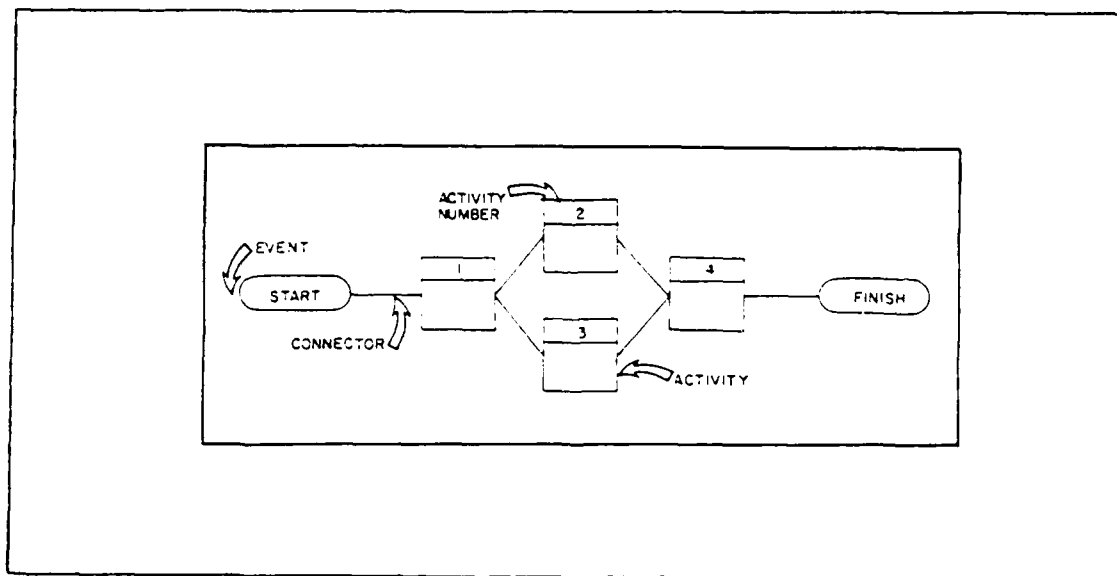 ACTIVITY
NUMBER
2
EVENT
1
4
START
FINISH
3
CONNECTOR
ACTIVITY